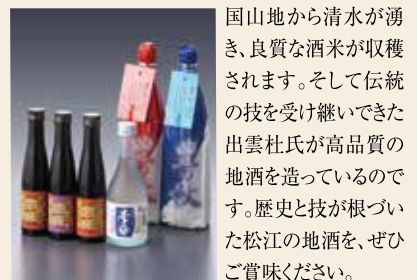 国山地から清水が湧
き、良質な酒米が収穫
されます。そして伝統
の技を受け継いできた
出雲杜氏が高品質の
地酒を造っているので
す。歴史と技が根づい
た松江の地酒を、ぜひ
ご賞味ください。